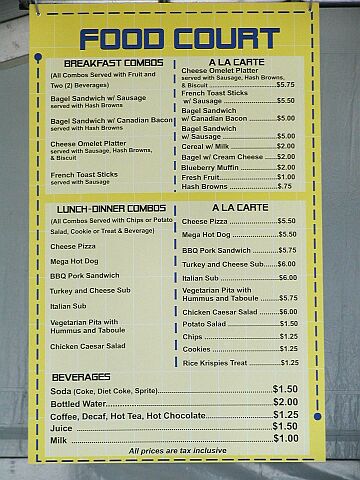 FOOD COURT
BREAKFAST COMBOS
(All Combos Served with Fruit and
Two (2) Beverages)
Bagel Sandwich w/ Sausage
served with Hash Browns
Bagel Sandwich w/ Canadian Bacon
served with Hash Browns
Cheese Omelet Platter
served with Sausage, Hash Browns,
& Biscuit
French Toast Sticks
served with Sausage
A LA CARTE
Cheese Omelet Platter
served with Sausage, Hash Browns,
& Biscuit $5.75
French Toast Sticks
w/ Sausage $5.50
Bagel Sandwich
w/ Canadian Bacon $5.00
Bagel Sandwich
w/ Sausage $5.00
Cereal w/ Milk $2.00
Bagel w/ Cream Cheese $2.00
Blueberry Muffin $2.00
Fresh Fruit $1.00
Hash Browns $.75
LUNCH-DINNER COMBOS
(All Combos Served with Chips or Potato
Salad, Cookie or Treat & Beverage)
Cheese Pizza
Mega Hot Dog
BBQ Pork Sandwich
Turkey and Cheese Sub
Italian Sub
Vegetarian Pita with
Hummus and Taboule
Chicken Caesar Salad
A LA CARTE
Cheese Pizza $5.50
Mega Hot Dog $5.50
BBQ Pork Sandwich $5.75
Turkey and Cheese Sub $6.00
Italian Sub $6.00
Vegetarian Pita with
Hummus and Taboule $5.75
Chicken Caesar Salad $6.00
Potato Salad $1.50
Chips $1.25
Cookies $1.25
Rice Krispies Treat $1.25
BEVERAGES
Soda (Coke, Diet Coke, Sprite) $1.50
Bottled Water $2.00
Coffee, Decaf, Hot Tea, Hot Chocolate $1.25
Juice $1.50
Milk $1.00
All prices are tax inclusive